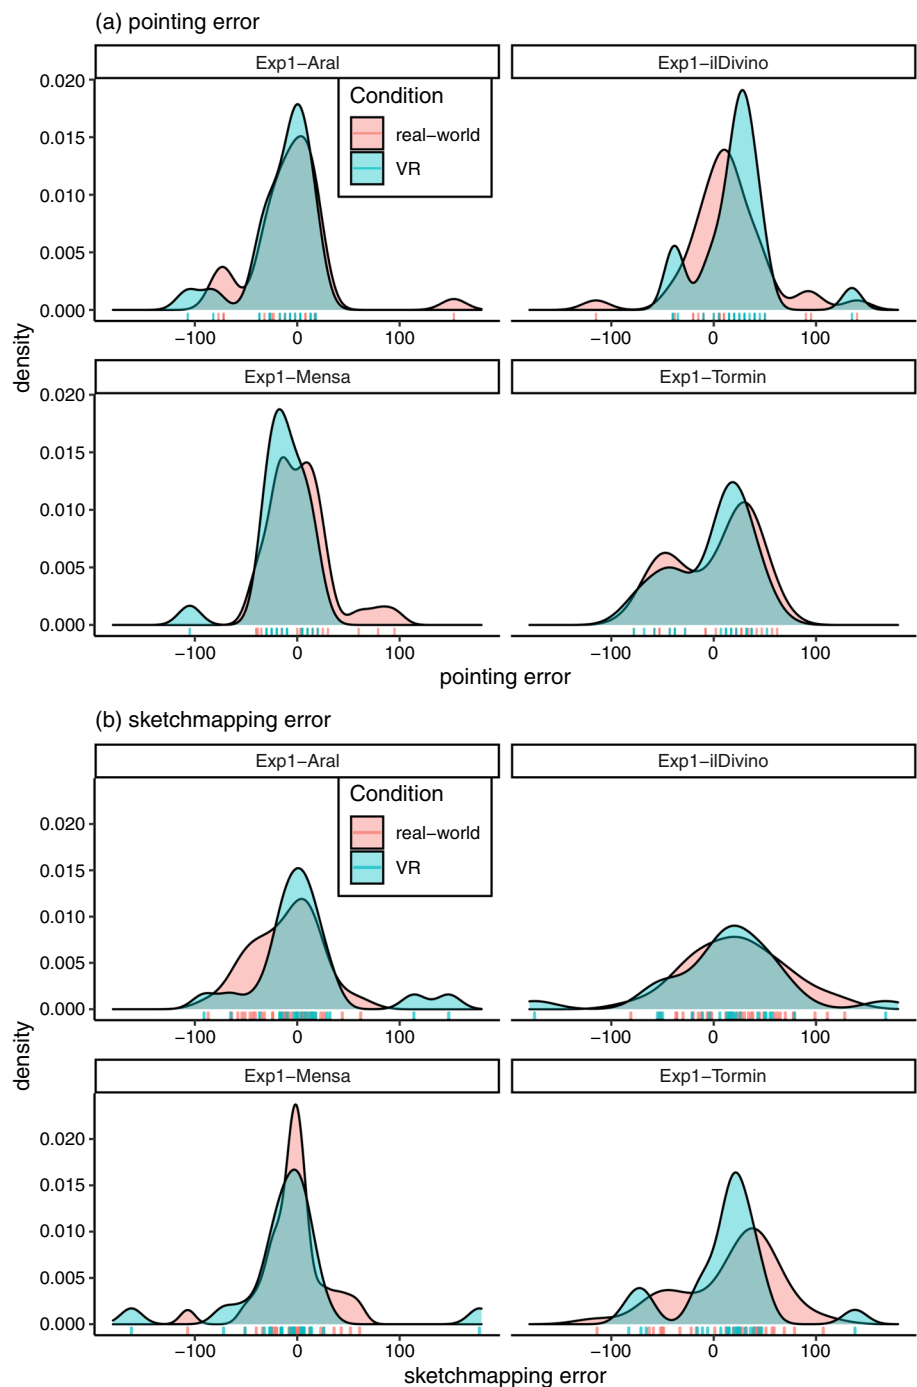 (a) pointing error
Exp1−Aral
Exp1−ilDivino
Condition
real−world
VR
0.020
0.015
0.010
0.005
0.000
−100 0 100
−100 0 100
Exp1−Mensa
Exp1−Tormin
0.020
0.015
0.010
0.005
0.000
−100 0 100
−100 0 100
density
pointing error
(b) sketchmapping error
Exp1−Aral
Exp1−ilDivino
Condition
real−world
VR
0.020
0.015
0.010
0.005
0.000
−100 0 100
−100 0 100
Exp1−Mensa
Exp1−Tormin
0.020
0.015
0.010
0.005
0.000
−100 0 100
−100 0 100
density
sketchmapping error